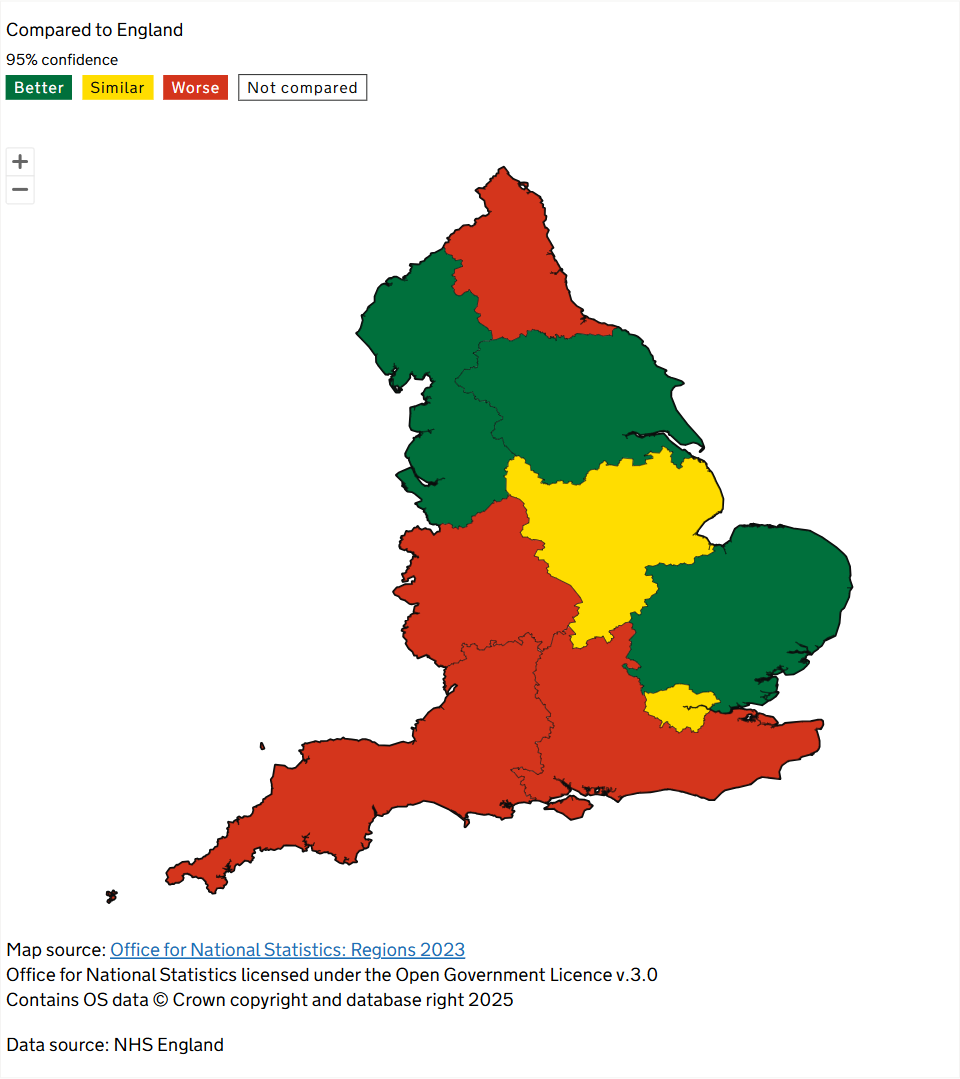 Compared to England
95% confidence
Better Similar Worse Not compared
+
−
Map source: Office for National Statistics: Regions 2023
Office for National Statistics licensed under the Open Government Licence v.3.0
Contains OS data © Crown copyright and database right 2025
Data source: NHS England